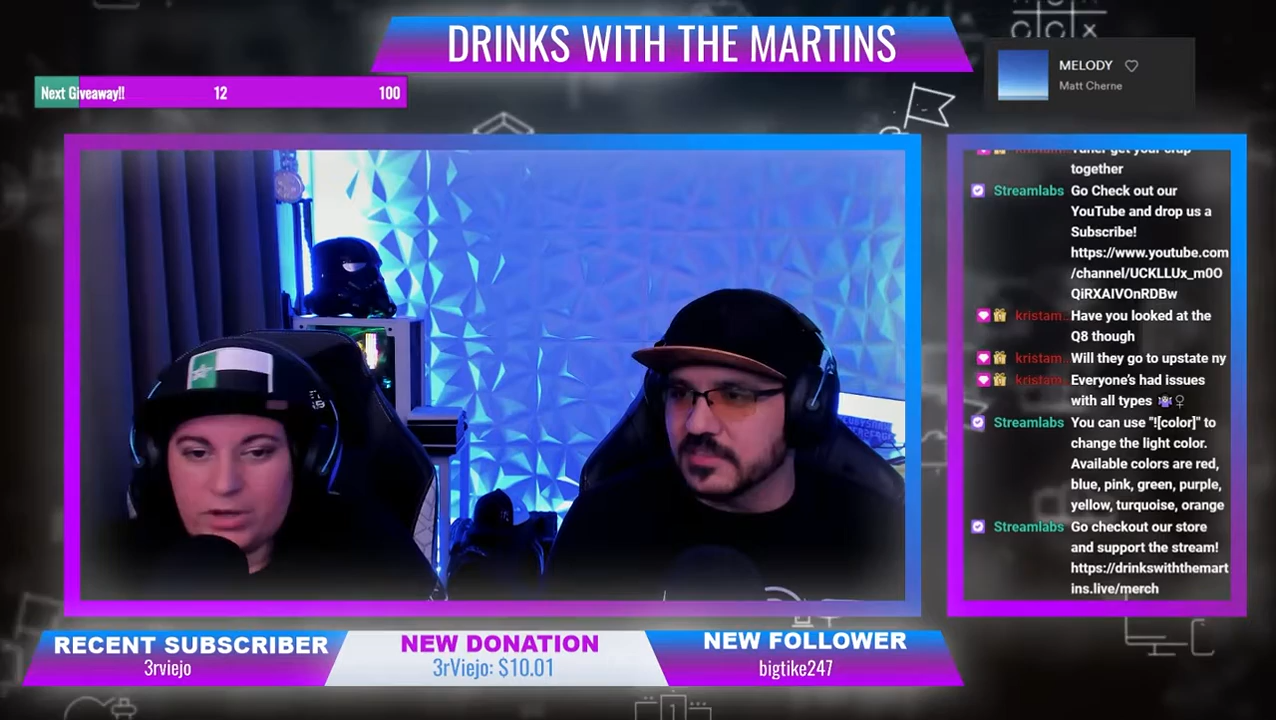 DRINKS WITH THE MARTINS
MELODY
Matt Cherne
Next Giveaway!! 12 100
together
Streamlabs Go Check out our
YouTube and drop us a
Subscribe!
https://www.youtube.com
/channel/UCKLLUx_m0O
QiRXAIVOnRDBw
kristam... Have you looked at the
Q8 though
kristam... Will they go to upstate ny
kristam... Everyone's had issues
with all types
Streamlabs You can use "![color]" to
change the light color.
Available colors are red,
blue, pink, green, purple,
yellow, turquoise, orange
Streamlabs Go checkout our store
and support the stream!
https://drinkswiththemart
ins.live/merch
RECENT SUBSCRIBER
3rviejo
NEW DONATION
3rViejo: $10.01
NEW FOLLOWER
bigtike247